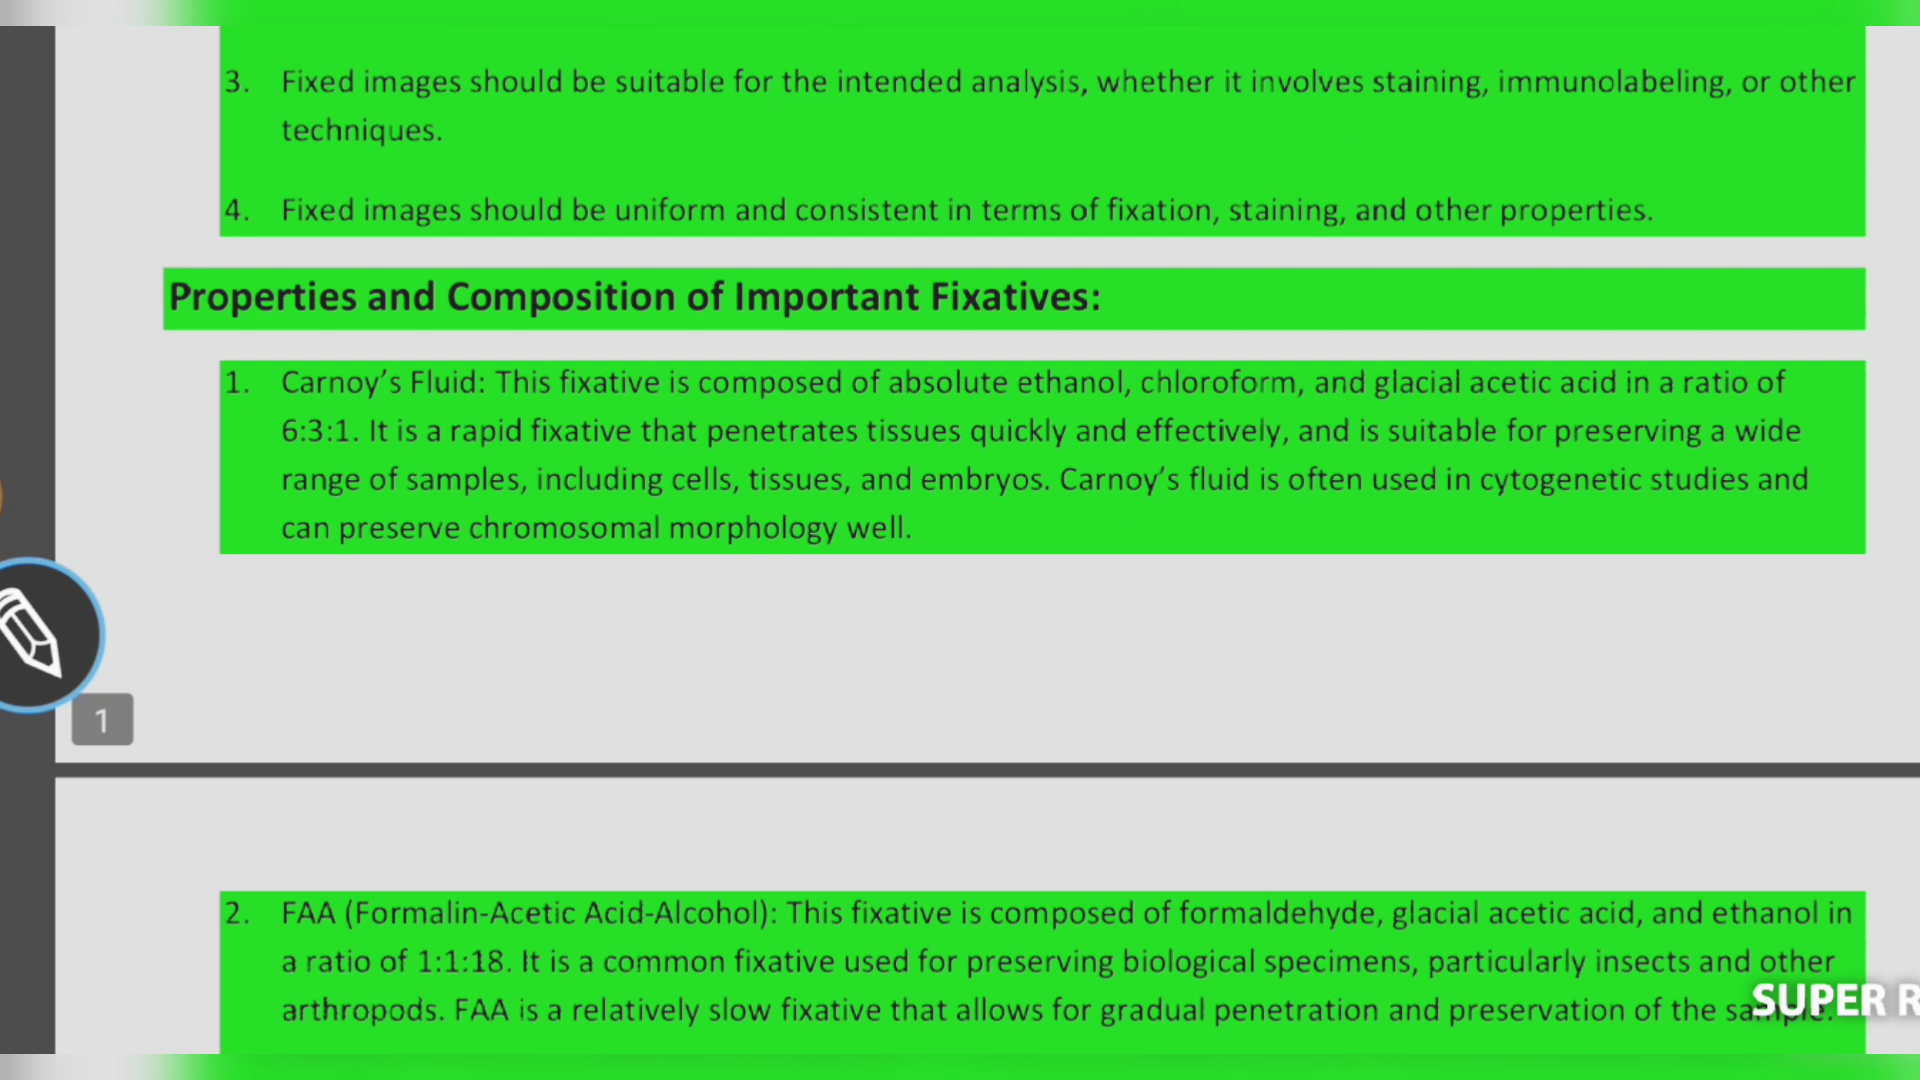 3. Fixed images should be suitable for the intended analysis, whether it involves staining, immunolabeling, or other
techniques.
4. Fixed images should be uniform and consistent in terms of fixation, staining, and other properties.
Properties and Composition of Important Fixatives:
1. Carnoy’s Fluid: This fixative is composed of absolute ethanol, chloroform, and glacial acetic acid in a ratio of
6:3:1. It is a rapid fixative that penetrates tissues quickly and effectively, and is suitable for preserving a wide
range of samples, including cells, tissues, and embryos. Carnoy’s fluid is often used in cytogenetic studies and
can preserve chromosomal morphology well.
1
2. FAA (Formalin-Acetic Acid-Alcohol): This fixative is composed of formaldehyde, glacial acetic acid, and ethanol in
a ratio of 1:1:18. It is a common fixative used for preserving biological specimens, particularly insects and other
arthropods. FAA is a relatively slow fixative that allows for gradual penetration and preservation of the sample.
SUPER R